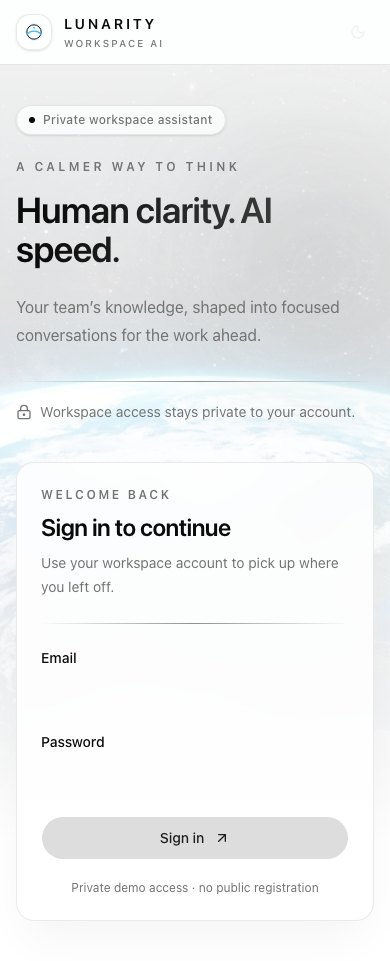 LUNARITY
WORKSPACE AI
Private workspace assistant
A CALMER WAY TO THINK
Human clarity. AI
speed.
Your team’s knowledge, shaped into focused
conversations for the work ahead.
Workspace access stays private to your account.
WELCOME BACK
Sign in to continue
Use your workspace account to pick up where
you left off.
Email
Password
Sign in
Private demo access · no public registration